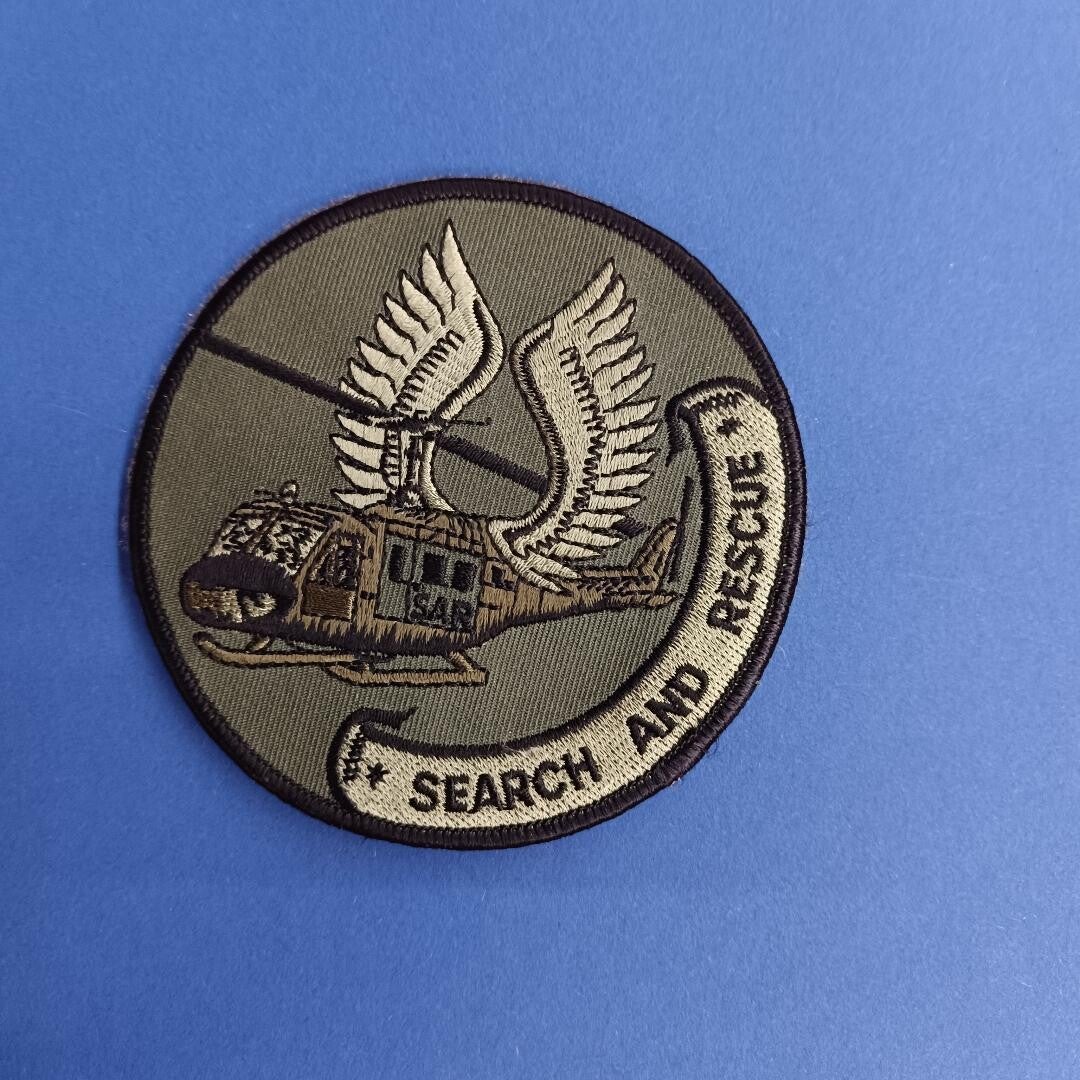 SAR
* SEARCH AND RESCUE *